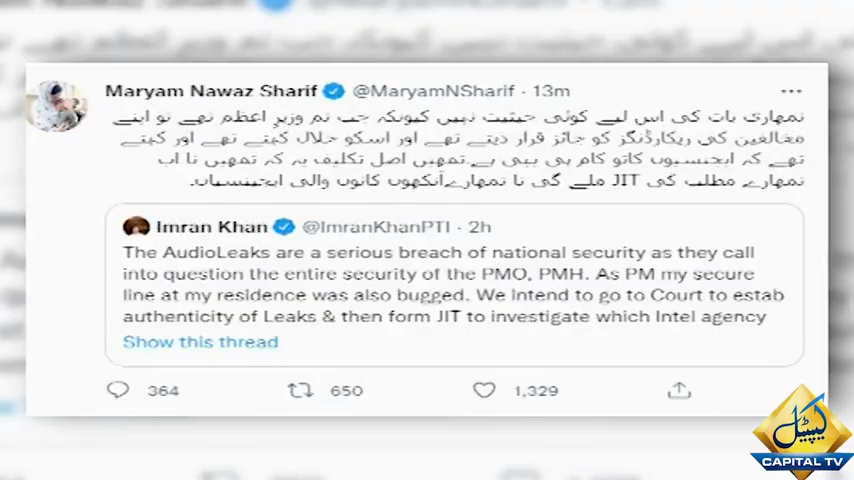 Maryam Nawaz Sharif @MaryamNSharif · 13m
تمہاری بات کی اس لیے کوئی حیثیت نہیں کیونکہ جب تم وزیرِ اعظم تھے تو اپنے
مخالفین کی ریکارڈنگز کو جائز قرار دیتے تھے اور اسکو حلال کہتے تھے اور کہتے
تھے کہ ایجنسیوں کاتو کام ہی یہی ہے.تمھیں اصل تکلیف یہ کہ تمھیں نا اب
تمھارے مطلب کی JIT ملے گی نا تمھارےآنکھوں کانوں والی ایجنسیاں۔
Imran Khan @ImranKhanPTI · 2h
The AudioLeaks are a serious breach of national security as they call
into question the entire security of the PMO, PMH. As PM my secure
line at my residence was also bugged. We intend to go to Court to estab
authenticity of Leaks & then form JIT to investigate which Intel agency
Show this thread
364 650 1,329
کیپیٹل
CAPITAL TV